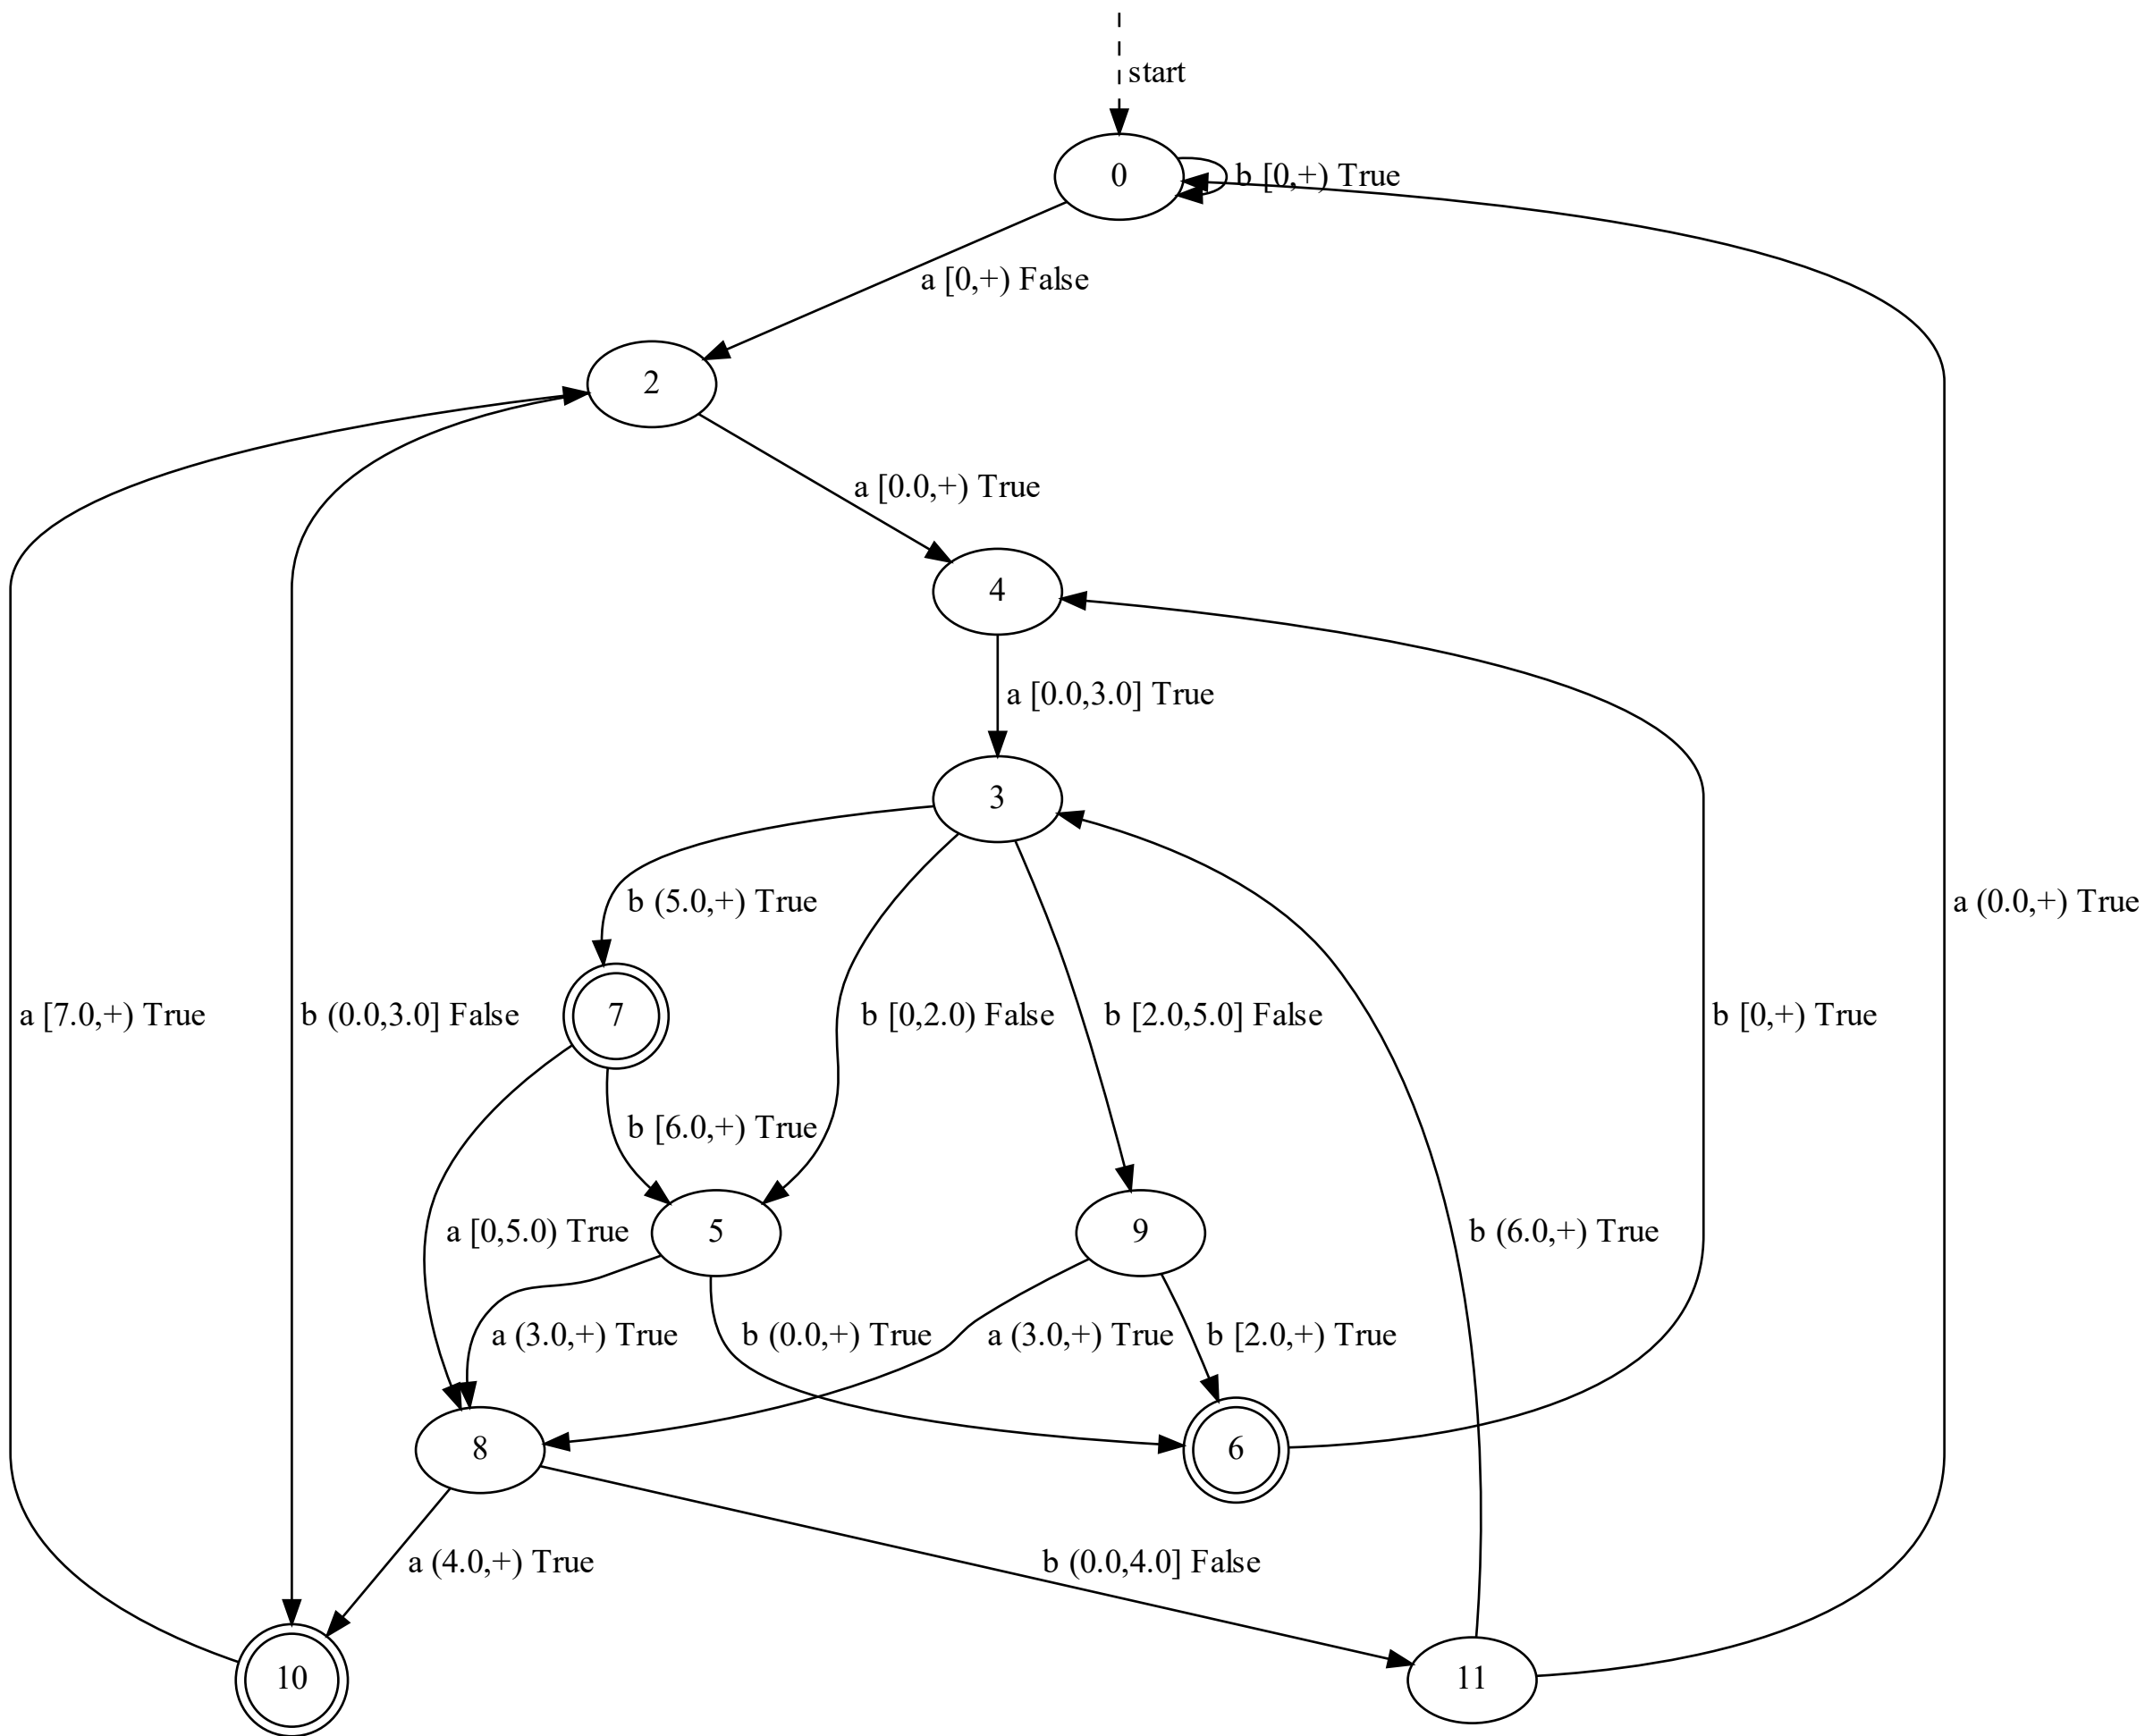 start
0
b [0,+) True
a [0,+) False
2
a [0.0,+) True
4
a [0.0,3.0] True
3
b (5.0,+) True
a (0.0,+) True
7
a [7.0,+) True
b (0.0,3.0] False
b [0,2.0) False
b [2.0,5.0] False
b [0,+) True
b [6.0,+) True
a [0,5.0) True
5
9
b (6.0,+) True
a (3.0,+) True
b (0.0,+) True
a (3.0,+) True
b [2.0,+) True
8
6
a (4.0,+) True
b (0.0,4.0] False
10
11